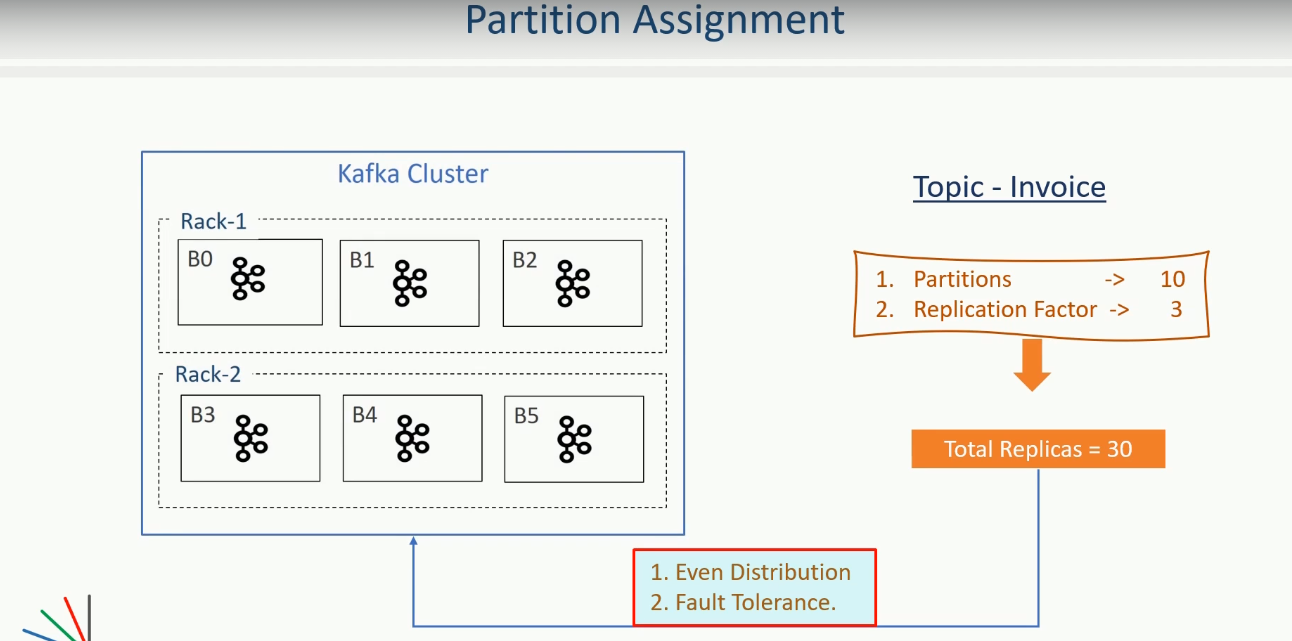 Partition Assignment
Kafka Cluster
Rack-1
B0
B1
B2
Rack-2
B3
B4
B5
Topic - Invoice
1. Partitions -> 10
2. Replication Factor -> 3
Total Replicas = 30
1. Even Distribution
2. Fault Tolerance.